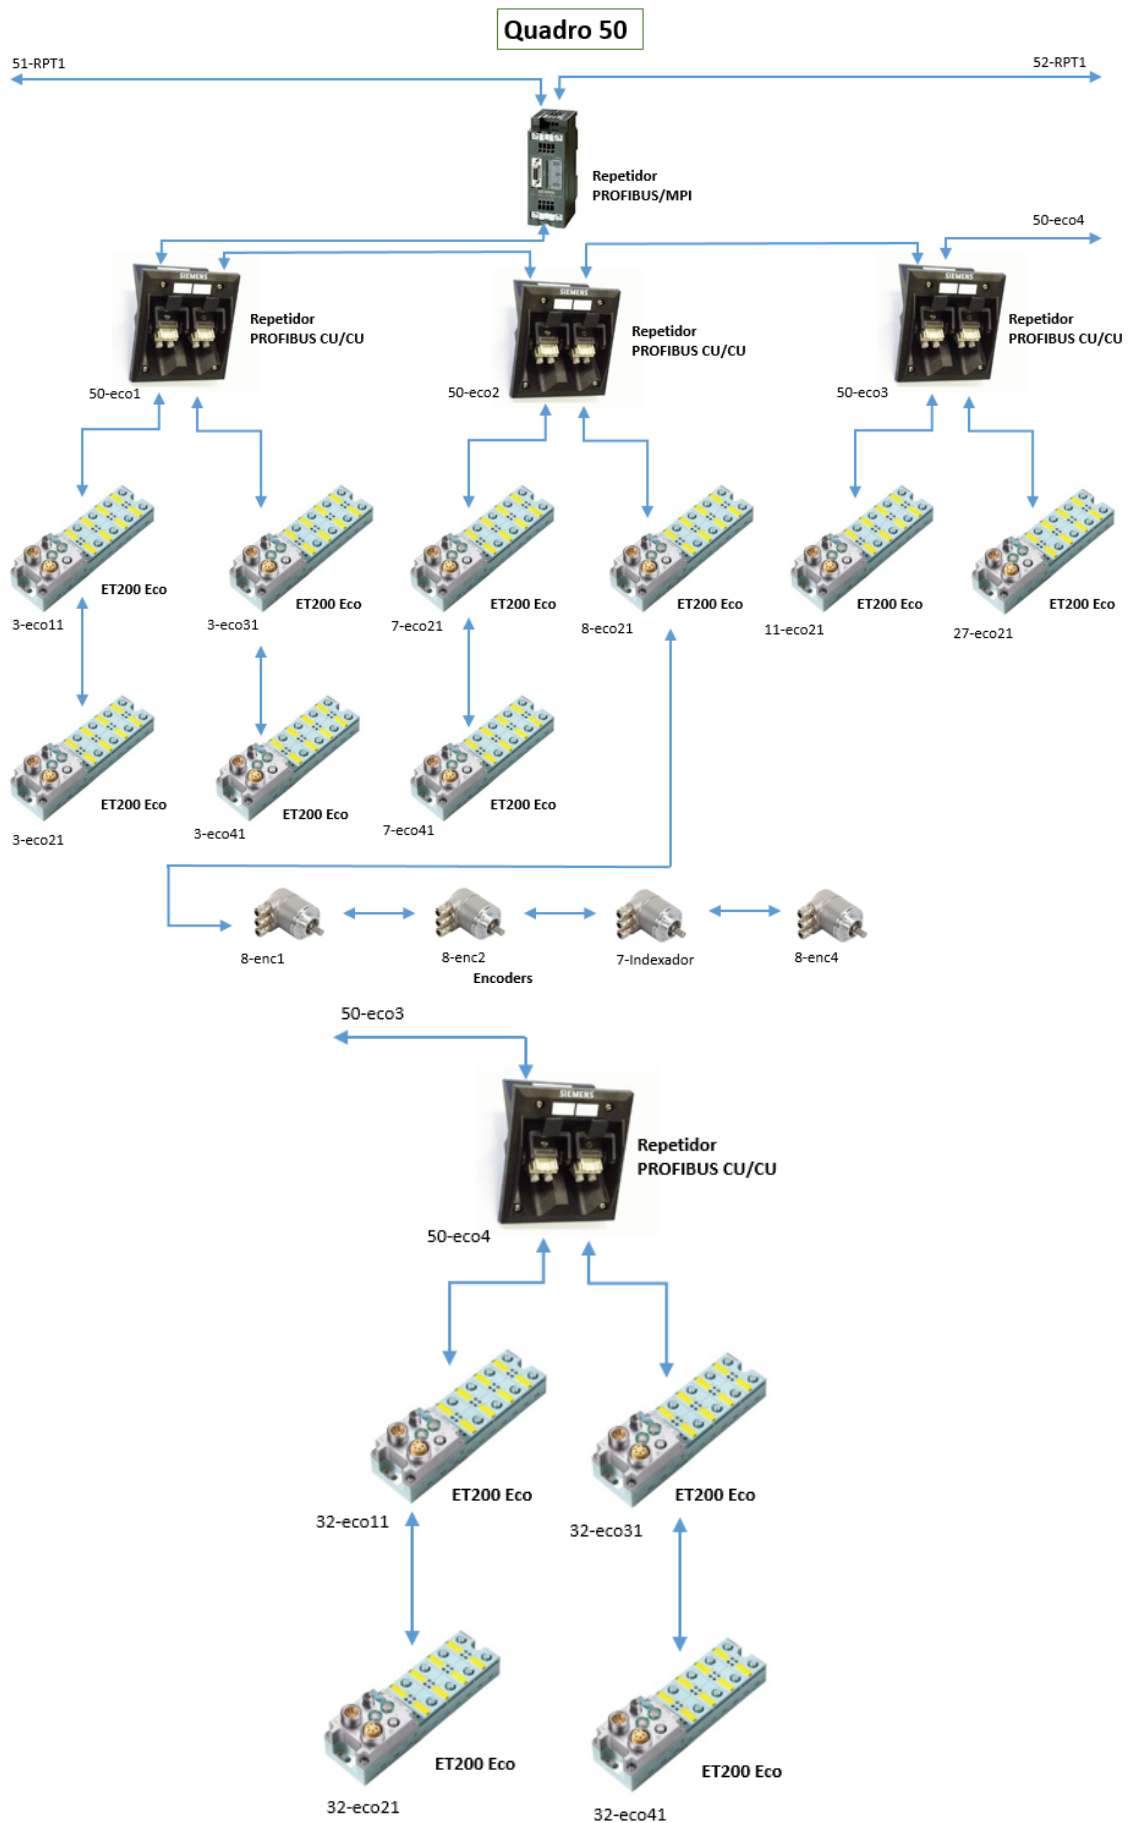 Quadro 50
51-RPT1
52-RPT1
Repetidor
PROFIBUS/MPI
50-eco4
SIEMENS
SIEMENS
SIEMENS
Repetidor
PROFIBUS CU/CU
Repetidor
PROFIBUS CU/CU
Repetidor
PROFIBUS CU/CU
50-eco1
50-eco2
50-eco3
ET200 Eco
ET200 Eco
ET200 Eco
ET200 Eco
ET200 Eco
ET200 Eco
3-eco11
3-eco31
7-eco21
8-eco21
11-eco21
27-eco21
ET200 Eco
ET200 Eco
ET200 Eco
3-eco21
3-eco41
7-eco41
8-enc1
8-enc2
7-Indexador
8-enc4
Encoders
50-eco3
SIEMENS
Repetidor
PROFIBUS CU/CU
50-eco4
ET200 Eco
ET200 Eco
32-eco11
32-eco31
ET200 Eco
ET200 Eco
32-eco21
32-eco41